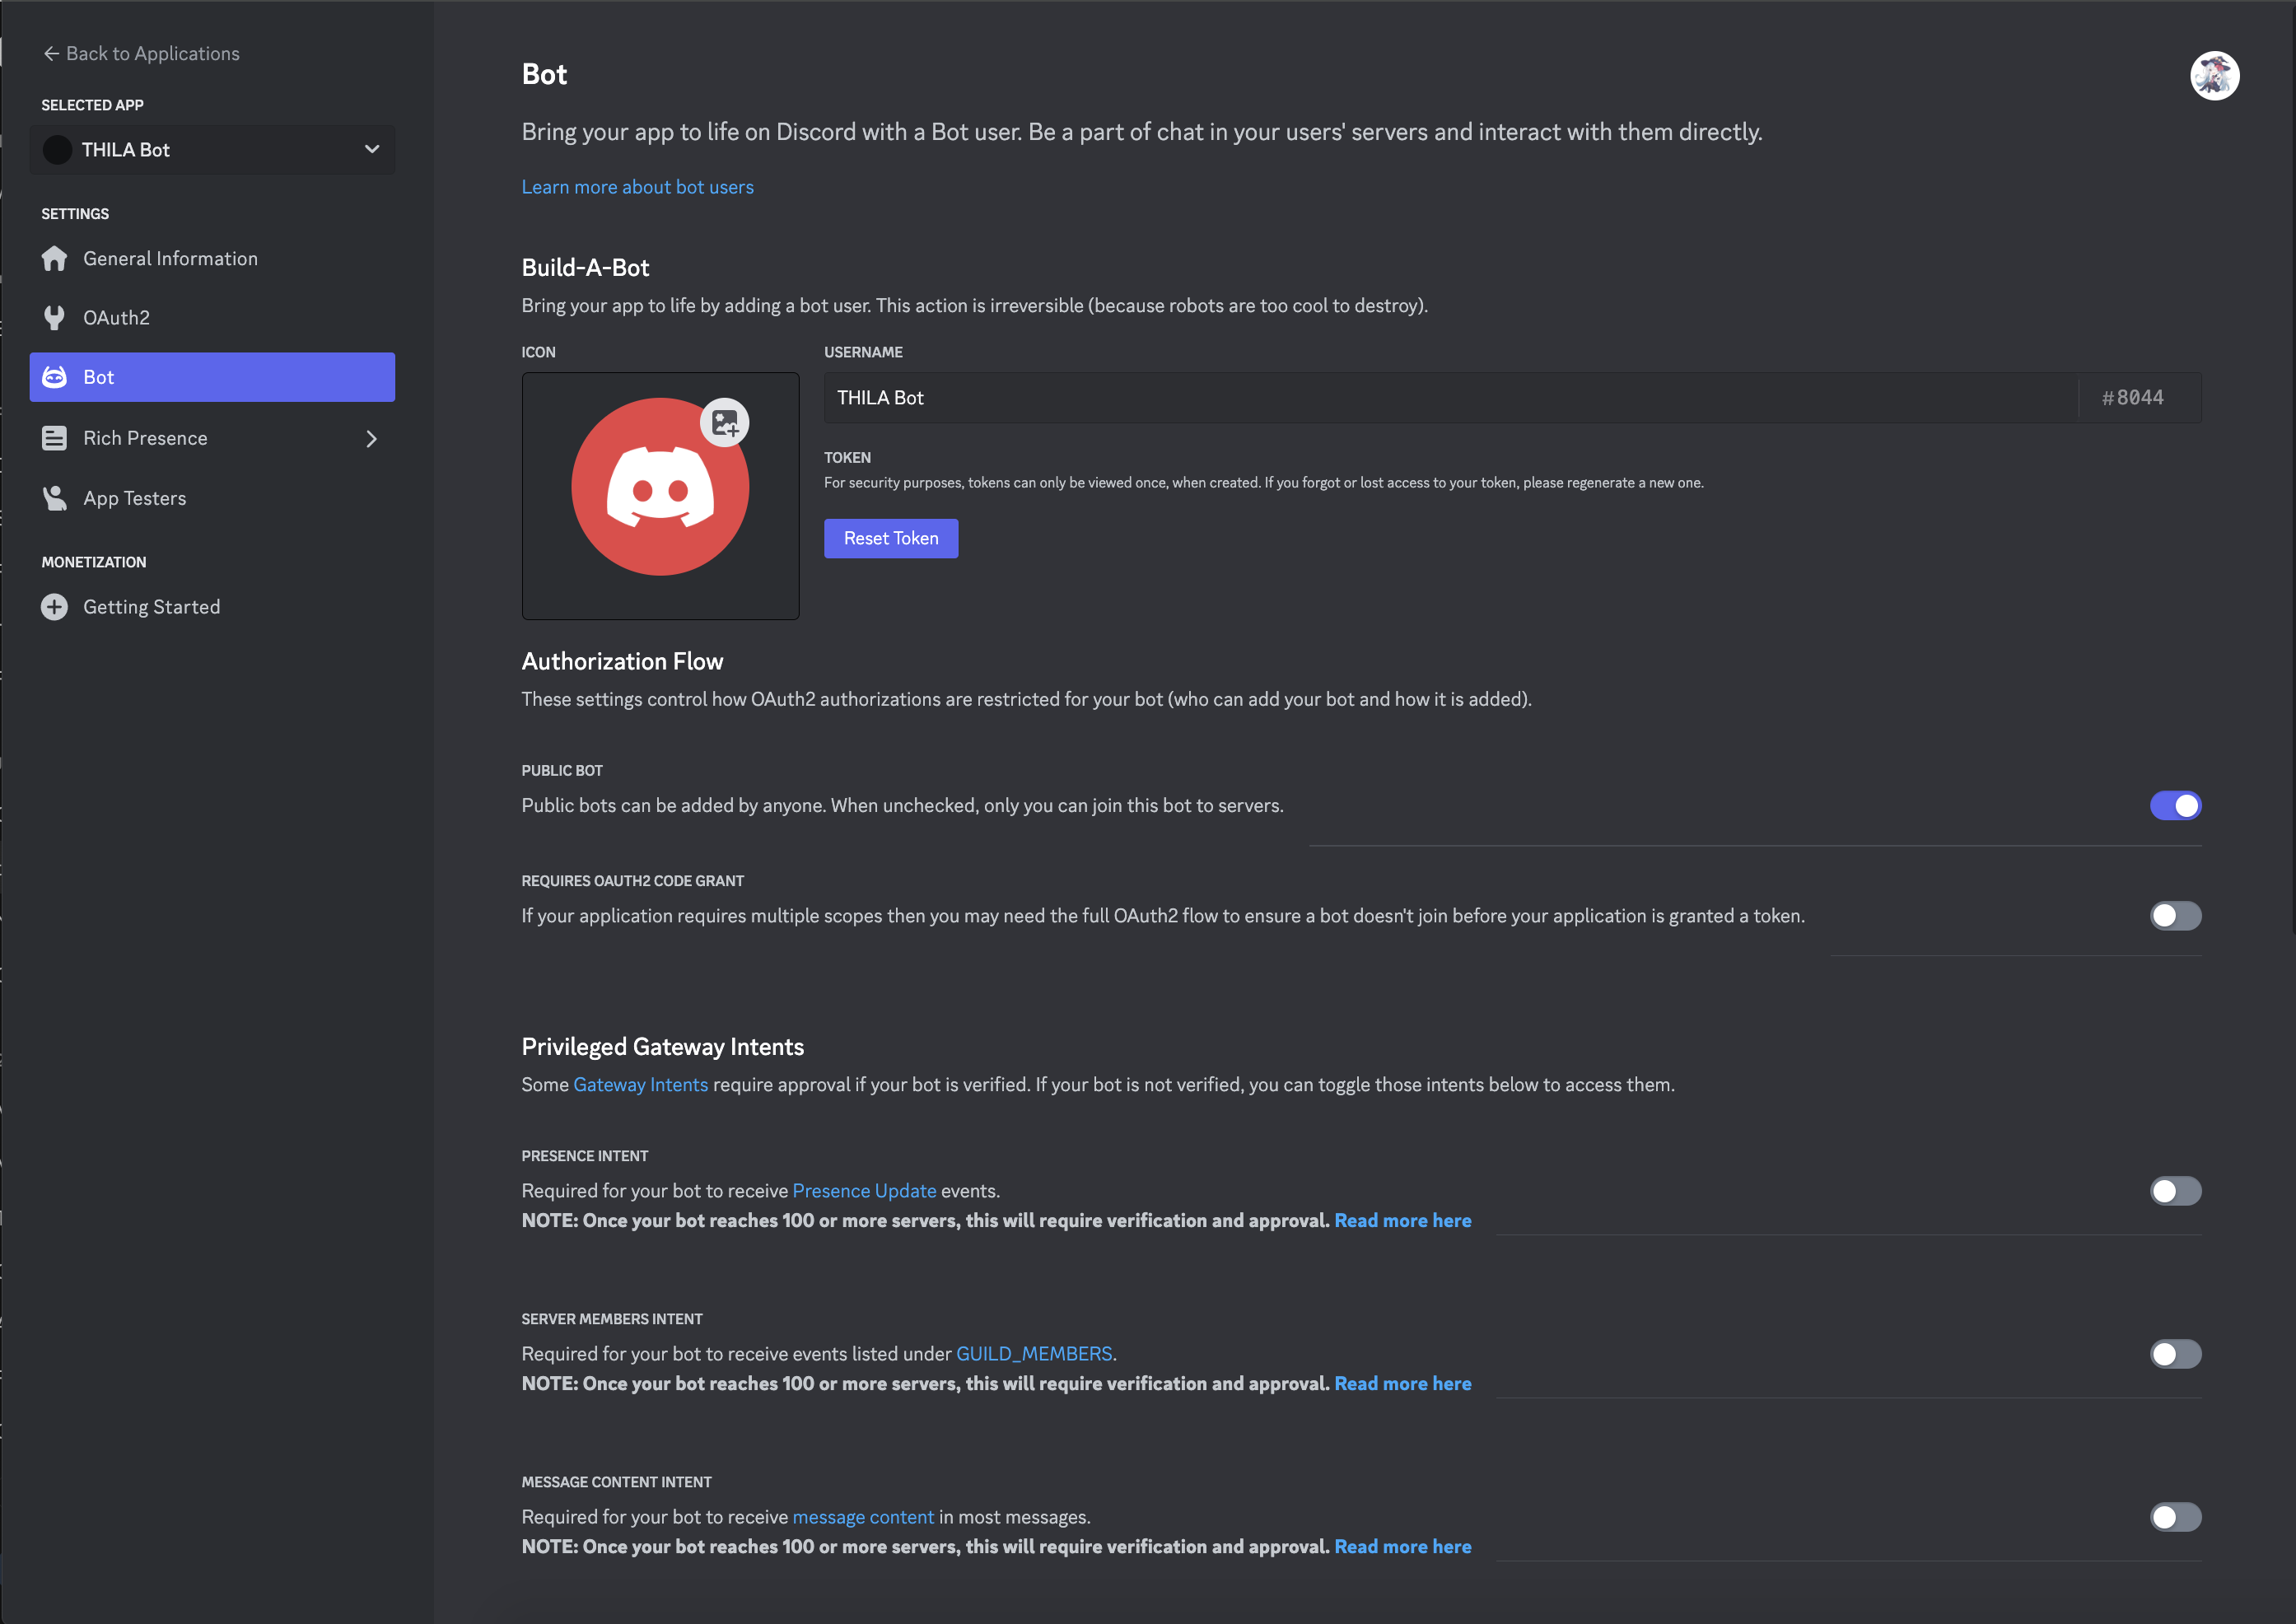 ← Back to Applications
SELECTED APP
THILA Bot
SETTINGS
General Information
OAuth2
Bot
Rich Presence
App Testers
MONETIZATION
Getting Started
Bot
Bring your app to life on Discord with a Bot user. Be a part of chat in your users' servers and interact with them directly.
Learn more about bot users
Build-A-Bot
Bring your app to life by adding a bot user. This action is irreversible (because robots are too cool to destroy).
ICON
USERNAME
THILA Bot #8044
TOKEN
For security purposes, tokens can only be viewed once, when created. If you forgot or lost access to your token, please regenerate a new one.
Reset Token
Authorization Flow
These settings control how OAuth2 authorizations are restricted for your bot (who can add your bot and how it is added).
PUBLIC BOT
Public bots can be added by anyone. When unchecked, only you can join this bot to servers.
REQUIRES OAUTH2 CODE GRANT
If your application requires multiple scopes then you may need the full OAuth2 flow to ensure a bot doesn't join before your application is granted a token.
Privileged Gateway Intents
Some Gateway Intents require approval if your bot is verified. If your bot is not verified, you can toggle those intents below to access them.
PRESENCE INTENT
Required for your bot to receive Presence Update events.
NOTE: Once your bot reaches 100 or more servers, this will require verification and approval. Read more here
SERVER MEMBERS INTENT
Required for your bot to receive events listed under GUILD_MEMBERS.
NOTE: Once your bot reaches 100 or more servers, this will require verification and approval. Read more here
MESSAGE CONTENT INTENT
Required for your bot to receive message content in most messages.
NOTE: Once your bot reaches 100 or more servers, this will require verification and approval. Read more here